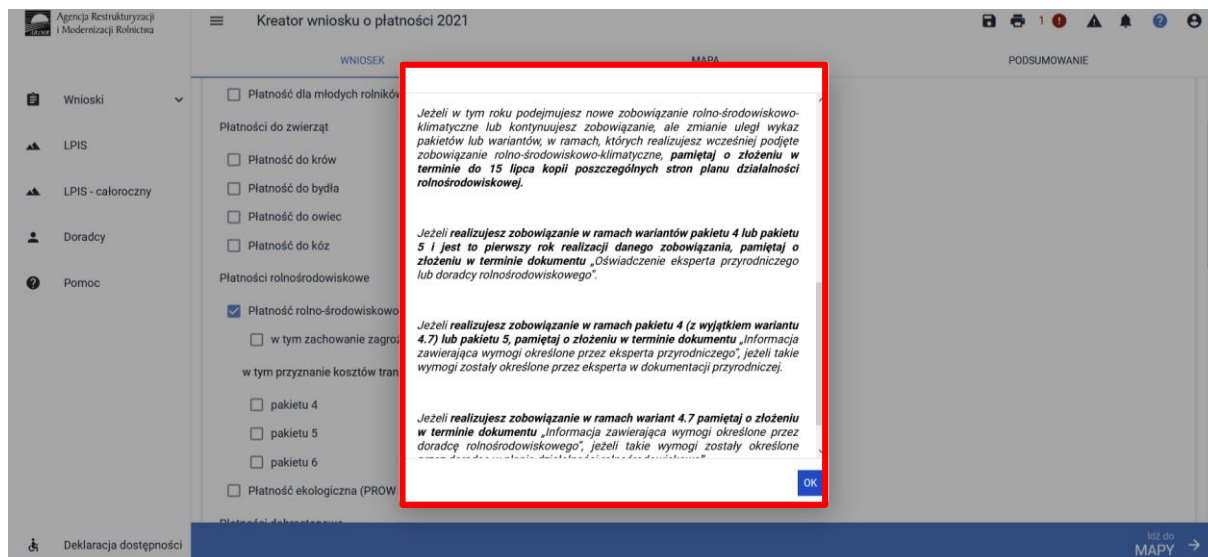 Agencja Restrukturyzacji
i Modernizacji Rolnictwa
Kreator wniosku o płatności 2021
1
WNIOSEK
MAPA
PODSUMOWANIE
Wnioski
LPIS
LPIS - całoroczny
Doradcy
Pomoc
Deklaracja dostępności
Płatność dla młodych rolników
Płatności do zwierząt
Płatność do krów
Płatność do bydła
Płatność do owiec
Płatność do kóz
Płatności rolnośrodowiskowe
Płatność rolno-środowiskowo
w tym zachowanie
w tym przyznanie kosztów
pakietu 4
pakietu 5
pakietu 6
Płatność ekologiczna (PROW
Jeżeli w tym roku podejmujesz nowe zobowiązanie rolno-środowiskowo-
klimatyczne lub kontynuujesz zobowiązanie, ale zmianie uległ wykaz
pakietów lub wariantów, w ramach, których realizujesz wcześniej podjęte
zobowiązanie rolno-środowiskowo-klimatyczne, pamiętaj o złożeniu w
terminie do 15 lipca kopii poszczególnych stron planu działalności
rolnośrodowiskowej.
Jeżeli realizujesz zobowiązanie w ramach wariantów pakietu 4 lub pakietu
5 i jest to pierwszy rok realizacji danego zobowiązania, pamiętaj o
złożeniu w terminie dokumentu „Oświadczenie eksperta przyrodniczego
lub doradcy rolnośrodowiskowego”.
Jeżeli realizujesz zobowiązanie w ramach pakietu 4 (z wyjątkiem wariantu
4.7) lub pakietu 5, pamiętaj o złożeniu w terminie dokumentu „Informacja
zawierająca wymogi określone przez eksperta przyrodniczego”, jeżeli takie
wymogi zostały określone przez eksperta w dokumentacji przyrodniczej.
Jeżeli realizujesz zobowiązanie w ramach wariant 4.7 pamiętaj o złożeniu
w terminie dokumentu „Informacja zawierająca wymogi określone przez
doradcę rolnośrodowiskowego”, jeżeli takie wymogi zostały określone
OK
Idź do
MAPY